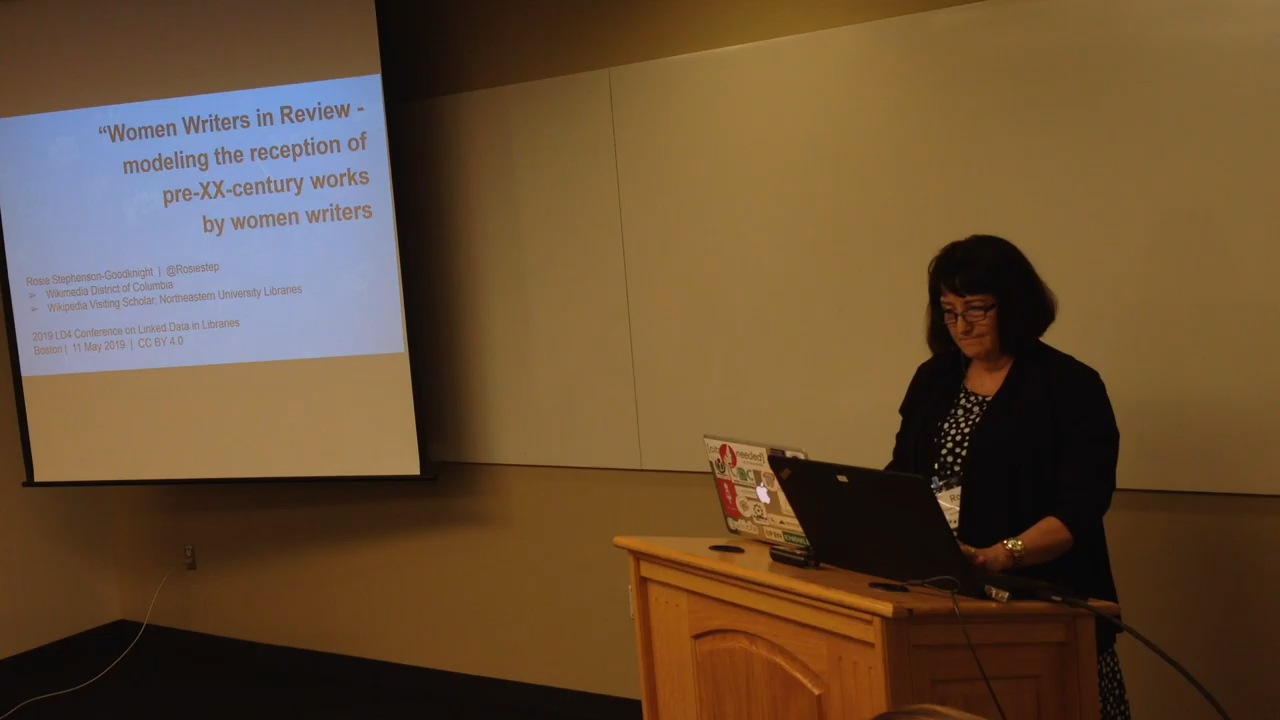 “Women Writers in Review -
modeling the reception of
pre-XX-century works
by women writers
Rosie Stephenson-Goodknight | @Rosiestep
➢ Wikimedia District of Columbia
➢ Wikipedia Visiting Scholar, Northeastern University Libraries
2019 LD4 Conference on Linked Data in Libraries
Boston | 11 May 2019 | CC BY 4.0
needed]